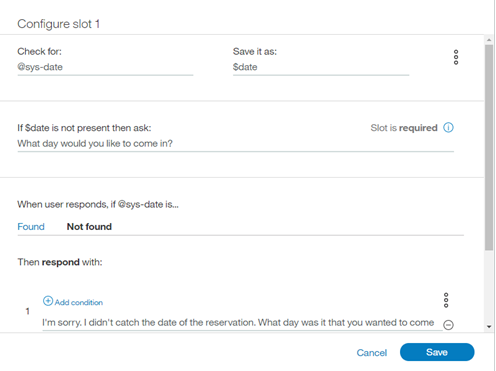 Configure slot 1
Check for: Save it as:
@sys-date $date
If $date is not present then ask: Slot is required
What day would you like to come in?
When user responds, if @sys-date is...
Found Not found
Then respond with:
Add condition
1
I'm sorry. I didn't catch the date of the reservation. What day was it that you wanted to come
Cancel Save